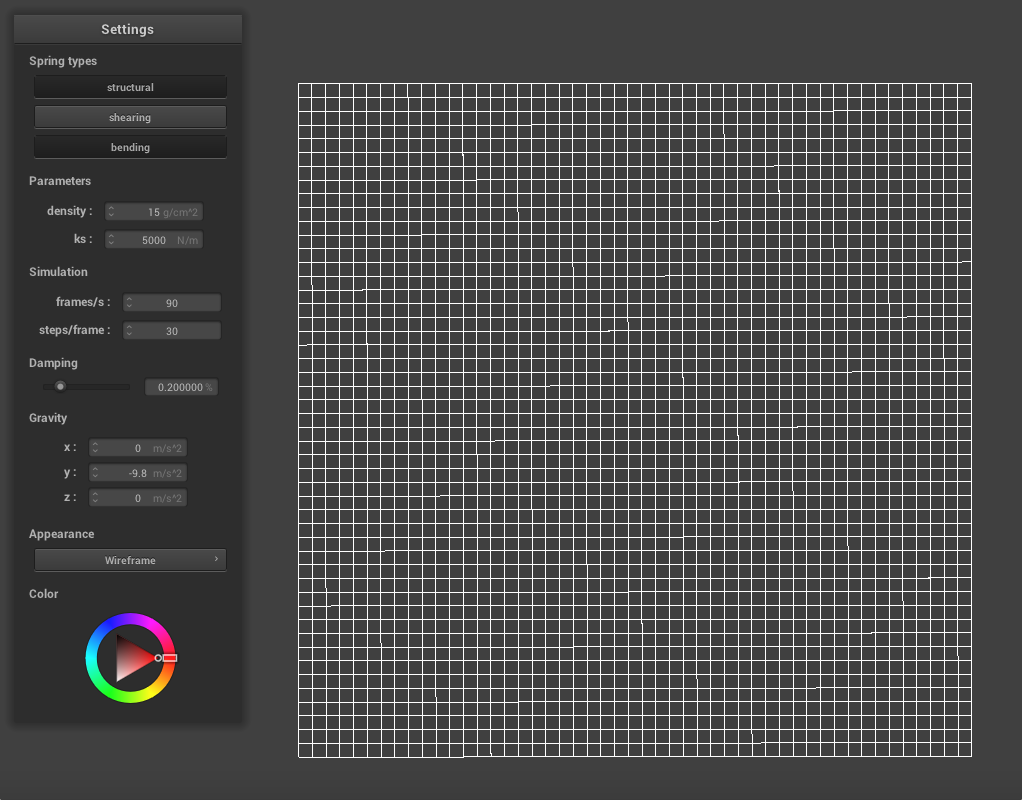 Settings
Spring types
structural
shearing
bending
Parameters
density : 15 g/cm^2
ks : 5000 N/m
Simulation
frames/s : 90
steps/frame : 30
Damping
0.200000 %
Gravity
x : 0 m/s^2
y : -9.8 m/s^2
z : 0 m/s^2
Appearance
Wireframe
Color